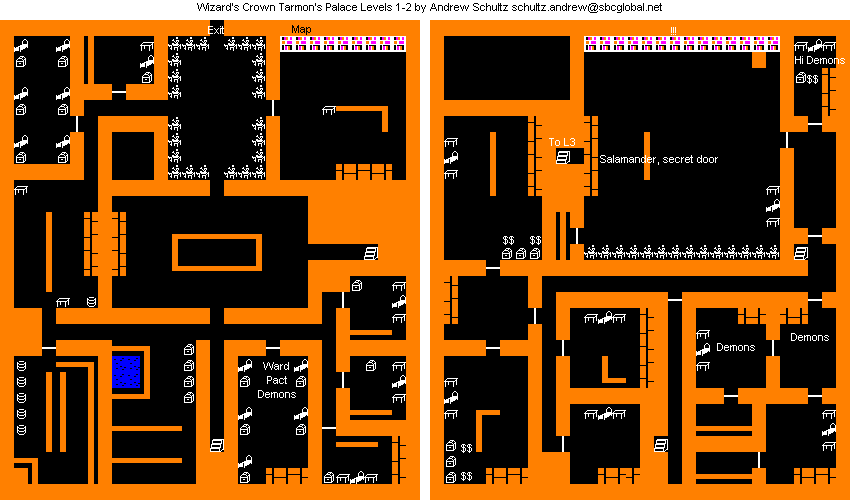 Wizard's Crown Tarmon's Palace Levels 1-2 by Andrew Schultz schultz.andrew@sbcglobal.net
Exit
Map
Ward
Pact
Demons
!!!
Hi Demons
$$
To L3
Salamander, secret door
$$ $$
Demons
Demons
$$
$$